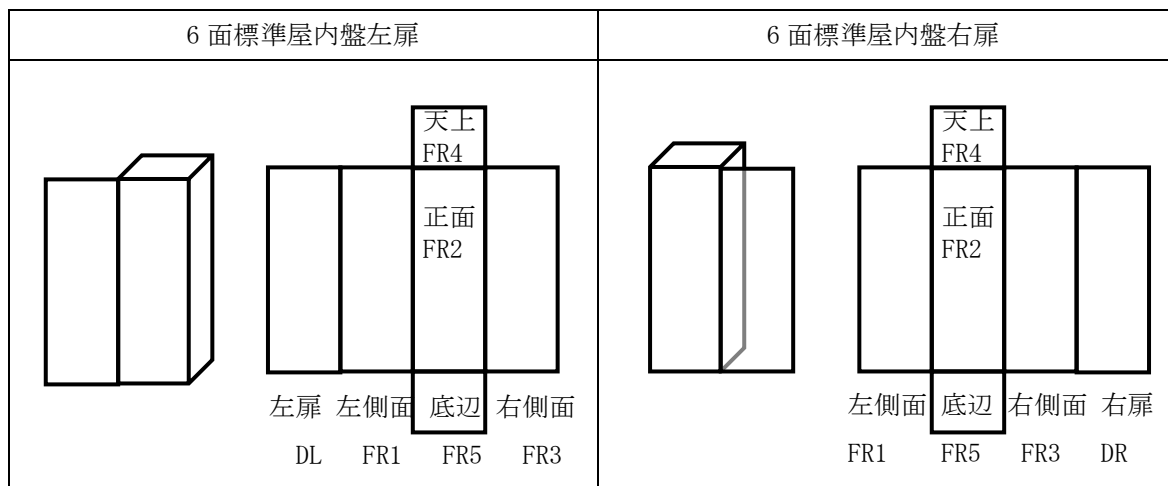 6 面標準屋内盤左扉
6 面標準屋内盤右扉
天上
FR4
正面
FR2
左扉 左側面 底辺 右側面
DL FR1 FR5 FR3
天上
FR4
正面
FR2
左側面 底辺 右側面 右扉
FR1 FR5 FR3 DR